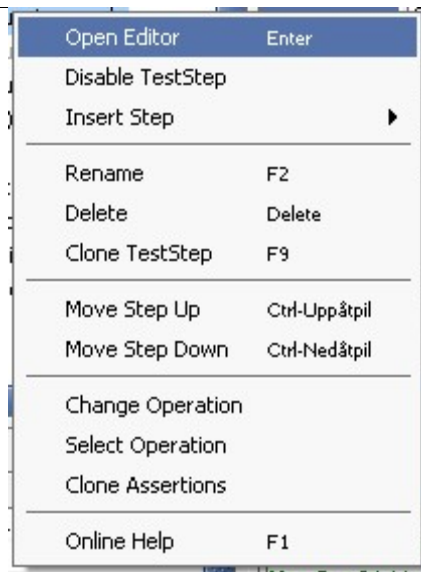 Open Editor Enter
Disable TestStep
Insert Step
Rename F2
Delete Delete
Clone TestStep F9
Move Step Up Ctrl-Uppåtpil
Move Step Down Ctrl-Nedåtpil
Change Operation
Select Operation
Clone Assertions
Online Help F1